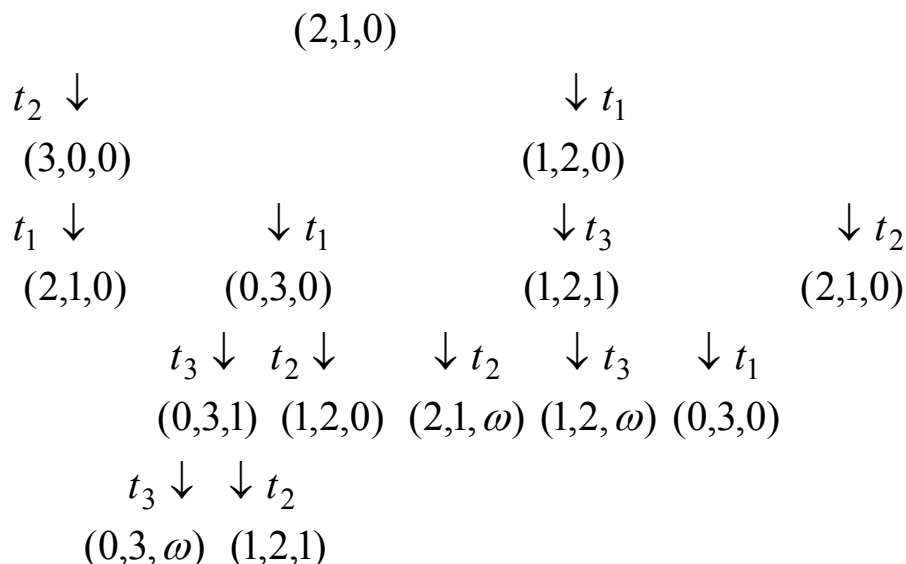 (2,1,0)
t₂ ↓ ↓ t₁
(3,0,0) (1,2,0)
t₁ ↓ ↓ t₁ ↓ t₃ ↓ t₂
(2,1,0) (0,3,0) (1,2,1) (2,1,0)
t₃ ↓ t₂ ↓ ↓ t₂ ↓ t₃ ↓ t₁
(0,3,1) (1,2,0) (2,1,ω) (1,2,ω) (0,3,0)
t₃ ↓ ↓ t₂
(0,3,ω) (1,2,1)